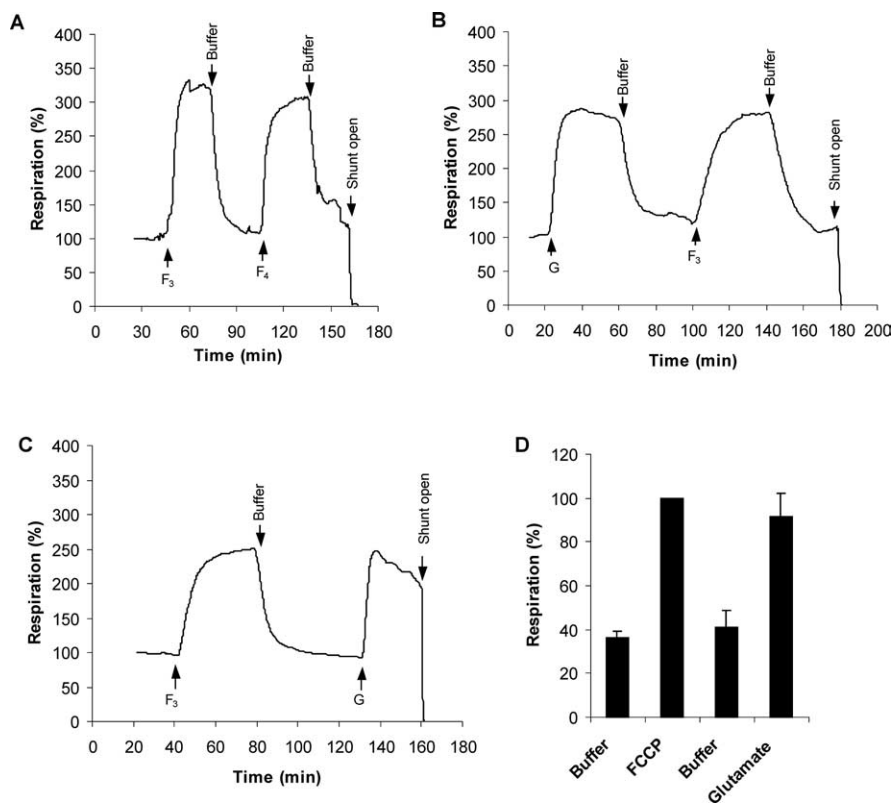 A
Respiration (%)
400
350
300
250
200
150
100
50
0
0 30 60 90 120 150 180
Time (min)
F3
Buffer
F4
Buffer
Shunt open
B
Respiration (%)
400
350
300
250
200
150
100
50
0
0 20 40 60 80 100 120 140 160 180 200
Time (min)
G
Buffer
F3
Buffer
Shunt open
C
Respiration (%)
400
350
300
250
200
150
100
50
0
0 20 40 60 80 100 120 140 160 180
Time (min)
F3
Buffer
G
Shunt open
D
Respiration (%)
120
100
80
60
40
20
0
Buffer
FCCP
Buffer
Glutamate